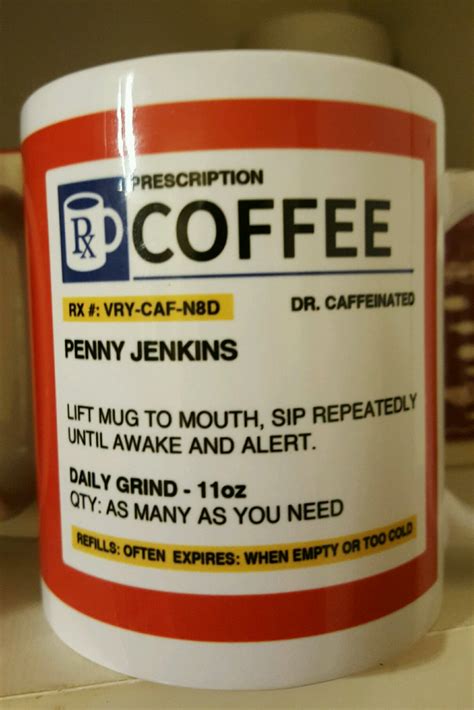 PRESCRIPTION
Rx COFFEE
RX #: VRY-CAF-N8D DR. CAFFEINATED
PENNY JENKINS
LIFT MUG TO MOUTH, SIP REPEATEDLY
UNTIL AWAKE AND ALERT.
DAILY GRIND - 11oz
QTY: AS MANY AS YOU NEED
REFILLS: OFTEN EXPIRES: WHEN EMPTY OR TOO COLD